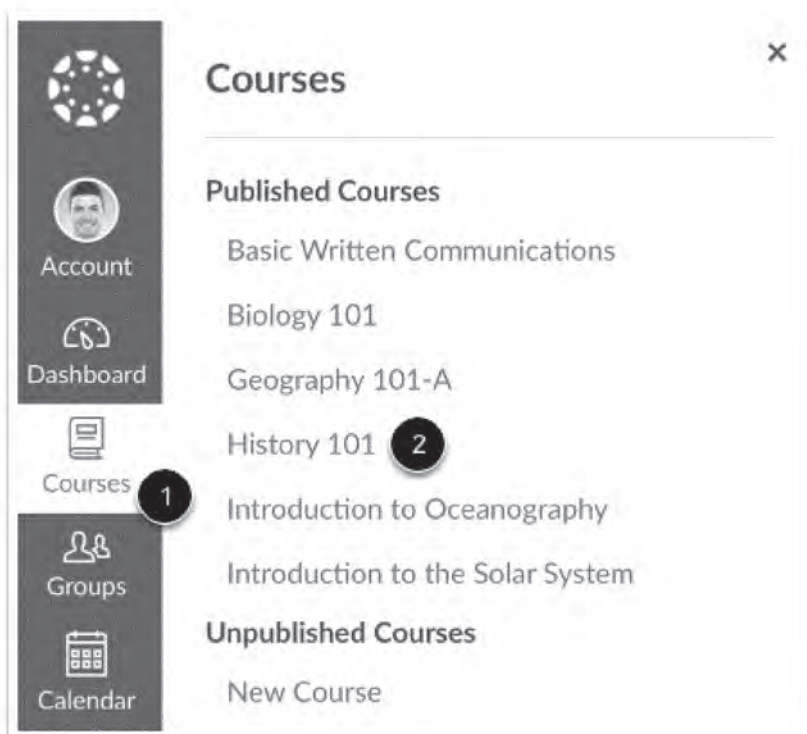 Courses
×
Published Courses
Basic Written Communications
Biology 101
Geography 101-A
History 101 2
Introduction to Oceanography
Introduction to the Solar System
Unpublished Courses
New Course
Account
Dashboard
Courses 1
Groups
Calendar